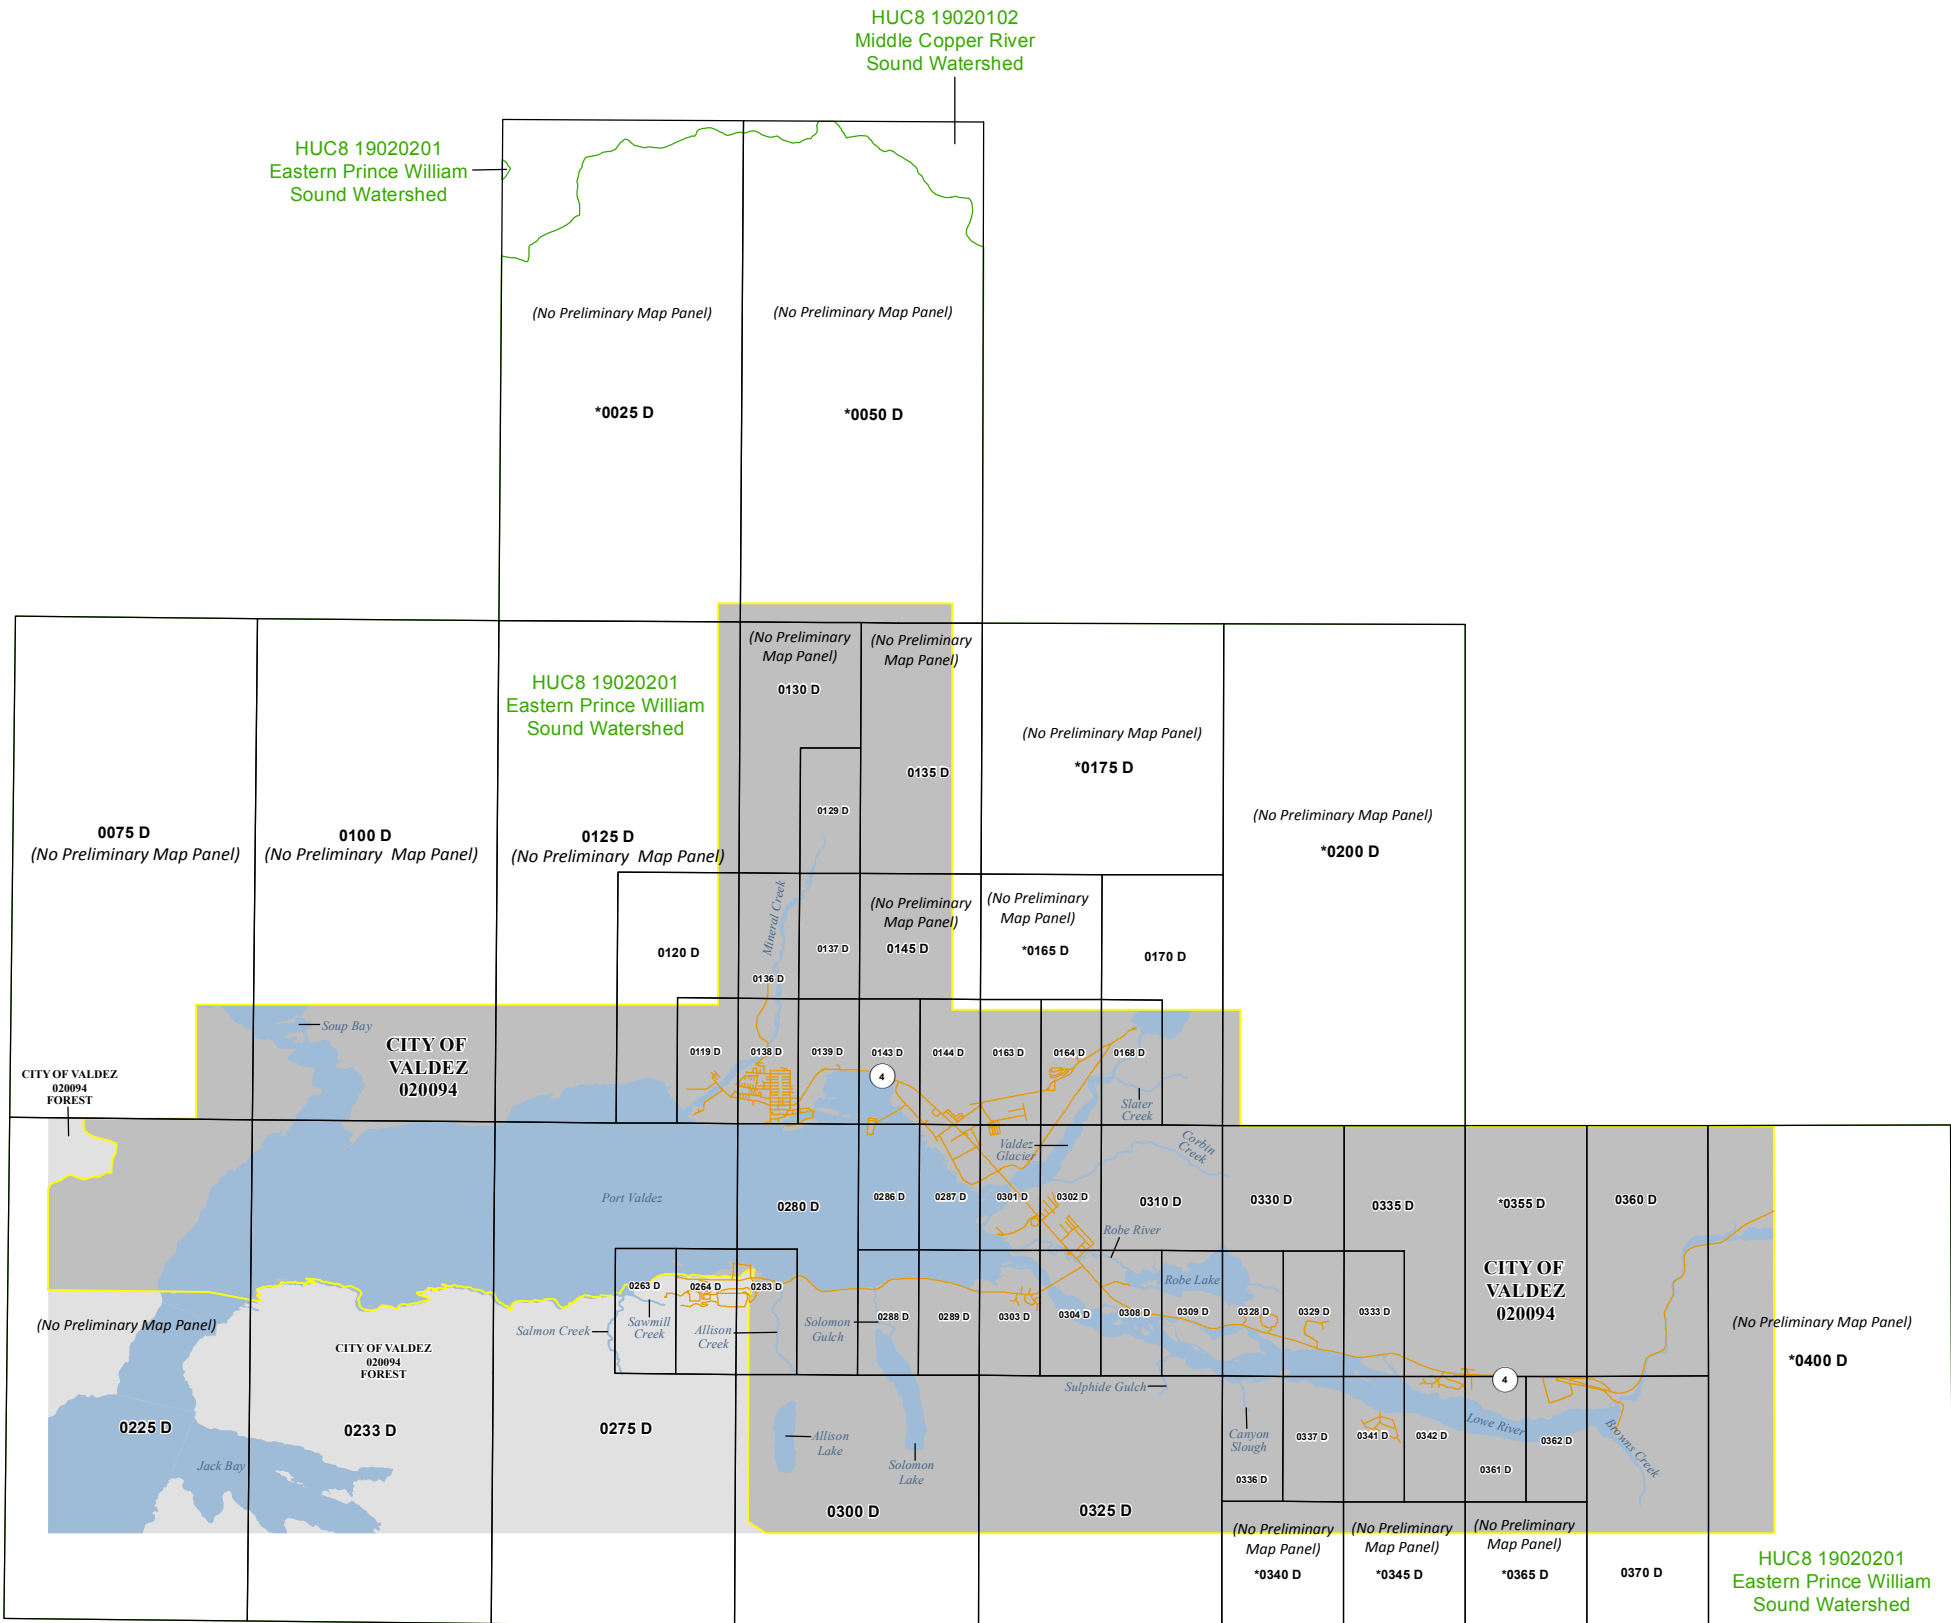 HUC8 19020102
Middle Copper River
Sound Watershed
HUC8 19020201
Eastern Prince William
Sound Watershed
(No Preliminary Map Panel)
(No Preliminary Map Panel)
*0025 D
*0050 D
(No Preliminary
Map Panel)
0130 D
(No Preliminary
Map Panel)
HUC8 19020201
Eastern Prince William
Sound Watershed
(No Preliminary Map Panel)
*0175 D
0135 D
0129 D
(No Preliminary Map Panel)
*0200 D
0075 D
(No Preliminary Map Panel)
0100 D
(No Preliminary Map Panel)
0125 D
(No Preliminary Map Panel)
Mineral Creek
(No Preliminary
Map Panel)
0145 D
(No Preliminary
Map Panel)
*0165 D
0120 D
0137 D
0170 D
0136 D
Soup Bay
CITY OF
VALDEZ
020094
0119 D
0138 D
0139 D
0143 D
0144 D
0163 D
0164 D
0168 D
4
CITY OF VALDEZ
020094
FOREST
Slater
Creek
Valdez
Glacier
Corbin
Creek
Port Valdez
0280 D
0286 D
0287 D
0301 D
0302 D
0310 D
0330 D
0335 D
*0355 D
0360 D
Robe River
CITY OF
VALDEZ
020094
0263 D
0264 D
0283 D
Robe Lake
(No Preliminary Map Panel)
Salmon Creek
Sawmill
Creek
Allison
Creek
Solomon
Gulch
0288 D
0289 D
0303 D
0304 D
0308 D
0309 D
0328 D
0329 D
0333 D
(No Preliminary Map Panel)
*0400 D
CITY OF VALDEZ
020094
FOREST
Sulphide Gulch
4
0225 D
0233 D
0275 D
Allison
Lake
Solomon
Lake
Canyon
Slough
0337 D
0341 D
0342 D
Lowe River
0362 D
Browns Creek
Jack Bay
0336 D
0361 D
0300 D
0325 D
(No Preliminary
Map Panel)
*0340 D
(No Preliminary
Map Panel)
*0345 D
(No Preliminary
Map Panel)
*0365 D
0370 D
HUC8 19020201
Eastern Prince William
Sound Watershed